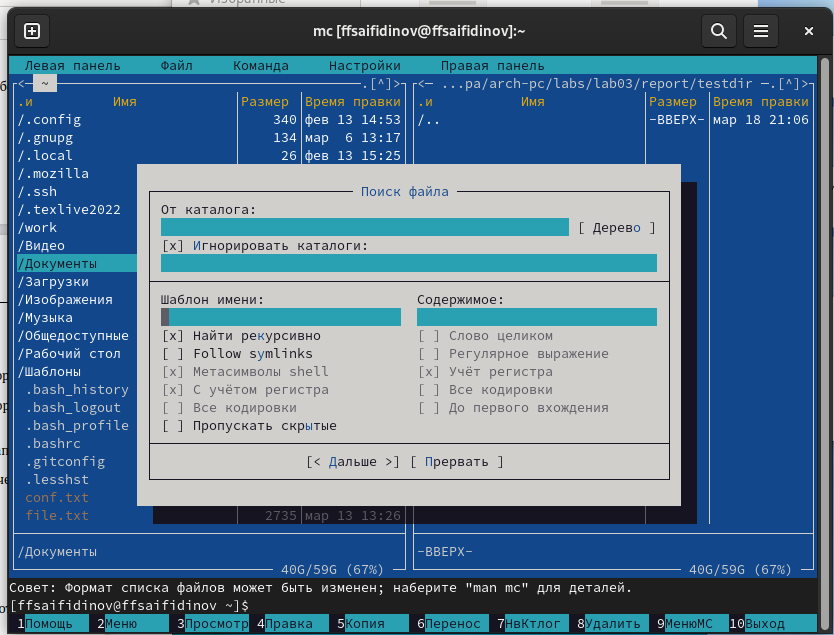 mc [ffsaifidinov@ffsaifidinov]:~
Левая панель Файл Команда Настройки Правая панель
<─ ~ .[^]> <─ ...pa/arch-pc/labs/lab03/report/testdir ─.[^]>
.и Имя Размер Время правки .и Имя Размер Время правки
/.config 340 фев 13 14:53 /.. -ВВЕРХ- мар 18 21:06
/.gnupg 134 мар 6 13:17
/.local 26 фев 13 15:25
/.mozilla
/.ssh Поиск файла
/.texlive2022 От каталога:
/work [ Дерево ]
/Видео [x] Игнорировать каталоги:
/Документы
/Загрузки
/Изображения Шаблон имени: Содержимое:
/Музыка
/Общедоступные [x] Найти рекурсивно [ ] Слово целиком
/Рабочий стол [ ] Follow symlinks [ ] Регулярное выражение
/Шаблоны [x] Метасимволы shell [x] Учёт регистра
.bash_history [x] С учётом регистра [ ] Все кодировки
.bash_logout [ ] Все кодировки [ ] До первого вхождения
.bash_profile [ ] Пропускать скрытые
.bashrc
.gitconfig [< Дальше >] [ Прервать ]
.lesshst
conf.txt
file.txt 2735 мар 13 13:26
/Документы -ВВЕРХ-
40G/59G (67%) 40G/59G (67%)
Совет: Формат списка файлов может быть изменен; наберите "man mc" для деталей.
[ffsaifidinov@ffsaifidinov ~]$
1Помощь 2Меню 3Просмотр 4Правка 5Копия 6Перенос 7НвКтлог 8Удалить 9МенюМС 10Выход